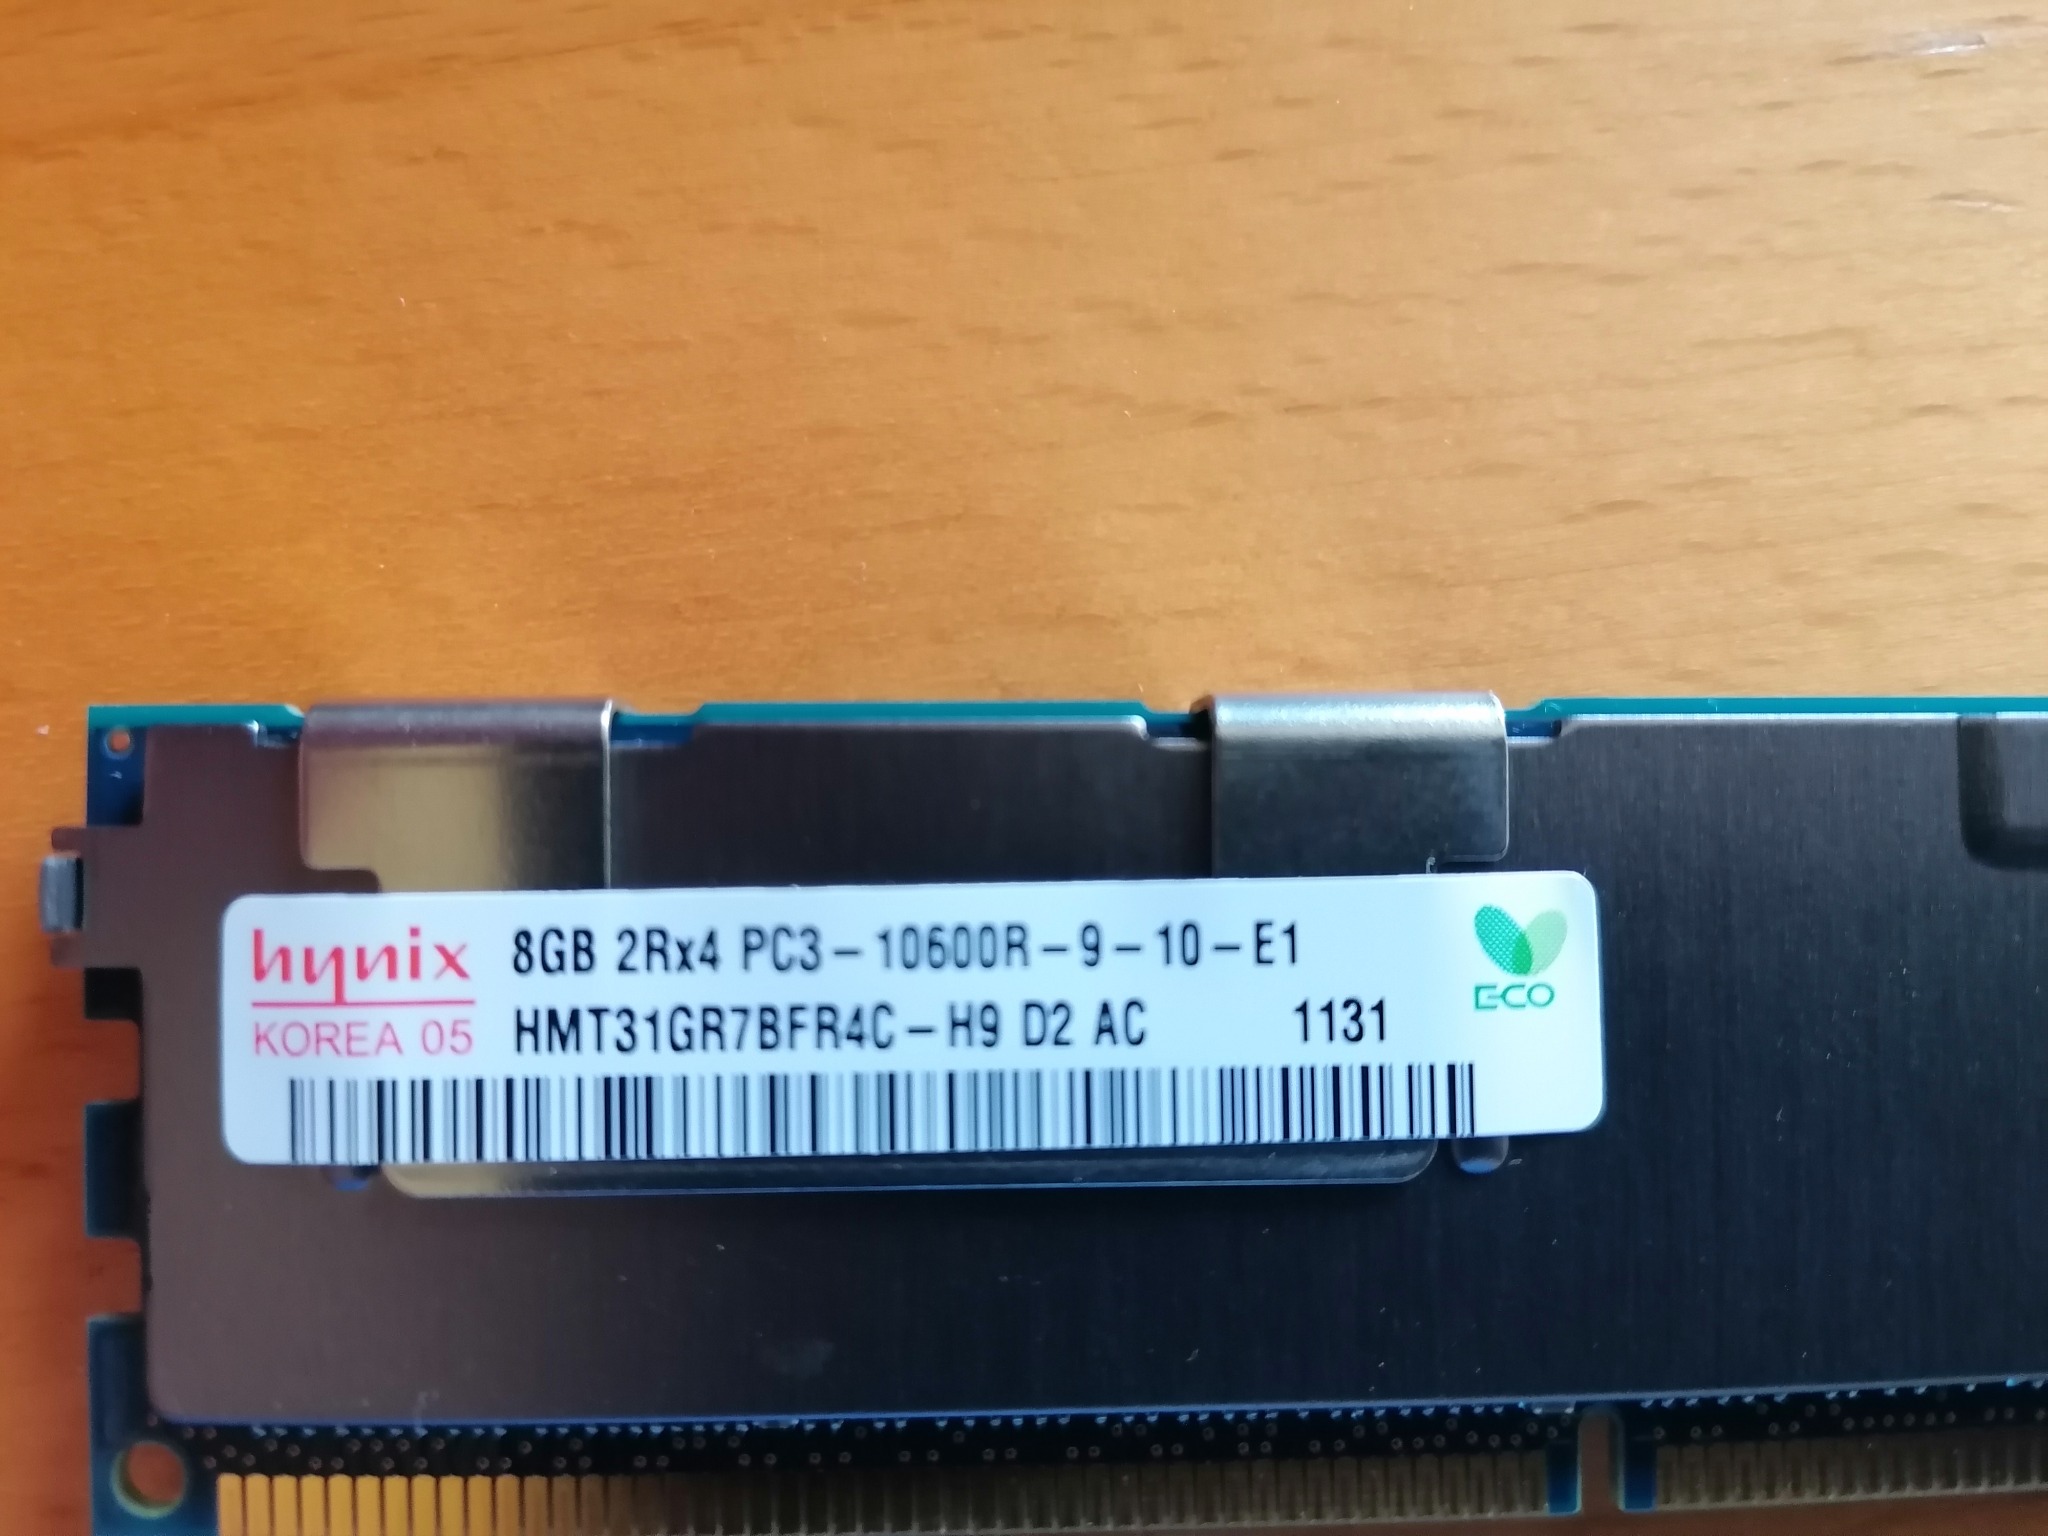 hynix
KOREA 05
8GB 2Rx4 PC3-10600R-9-10-E1
HMT31GR7BFR4C-H9 D2 AC 1131
ECO